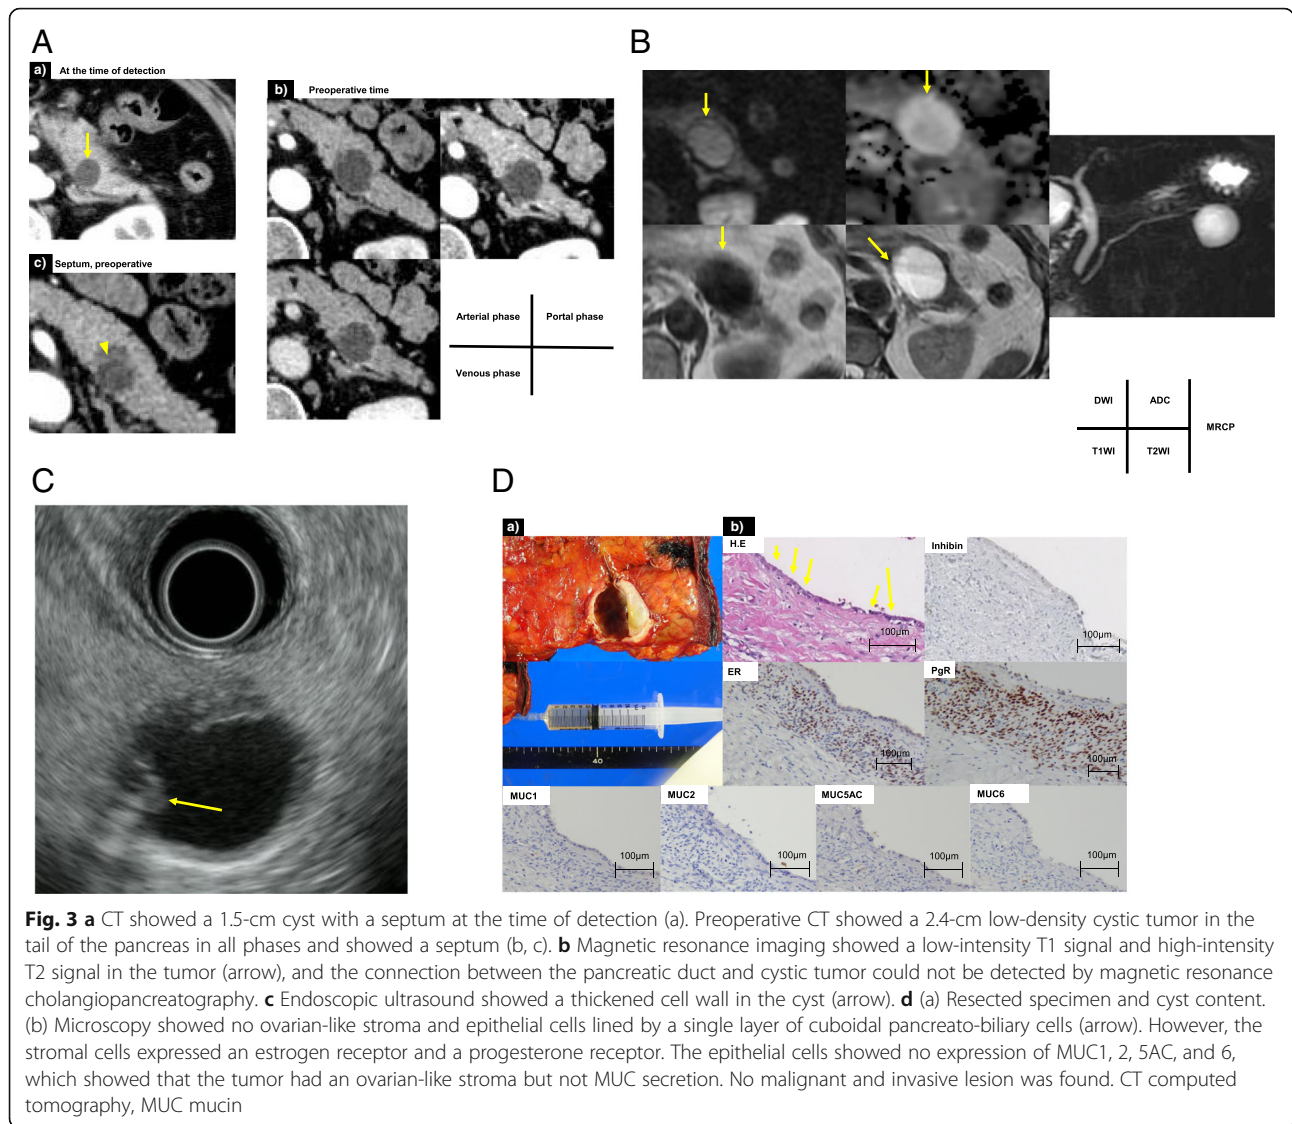 A
a) At the time of detection
b) Preoperative time
c) Septum, preoperative
Arterial phase
Portal phase
Venous phase
B
DWI
ADC
MRCP
T1WI
T2WI
C
D
a)
40
b)
H.E
100μm
Inhibin
100μm
ER
100μm
PgR
100μm
MUC1
100μm
MUC2
100μm
MUC5AC
100μm
MUC6
100μm
Fig. 3 a CT showed a 1.5-cm cyst with a septum at the time of detection (a). Preoperative CT showed a 2.4-cm low-density cystic tumor in the
tail of the pancreas in all phases and showed a septum (b, c). b Magnetic resonance imaging showed a low-intensity T1 signal and high-intensity
T2 signal in the tumor (arrow), and the connection between the pancreatic duct and cystic tumor could not be detected by magnetic resonance
cholangiopancreatography. c Endoscopic ultrasound showed a thickened cell wall in the cyst (arrow). d (a) Resected specimen and cyst content.
(b) Microscopy showed no ovarian-like stroma and epithelial cells lined by a single layer of cuboidal pancreato-biliary cells (arrow). However, the
stromal cells expressed an estrogen receptor and a progesterone receptor. The epithelial cells showed no expression of MUC1, 2, 5AC, and 6,
which showed that the tumor had an ovarian-like stroma but not MUC secretion. No malignant and invasive lesion was found. CT computed
tomography, MUC mucin